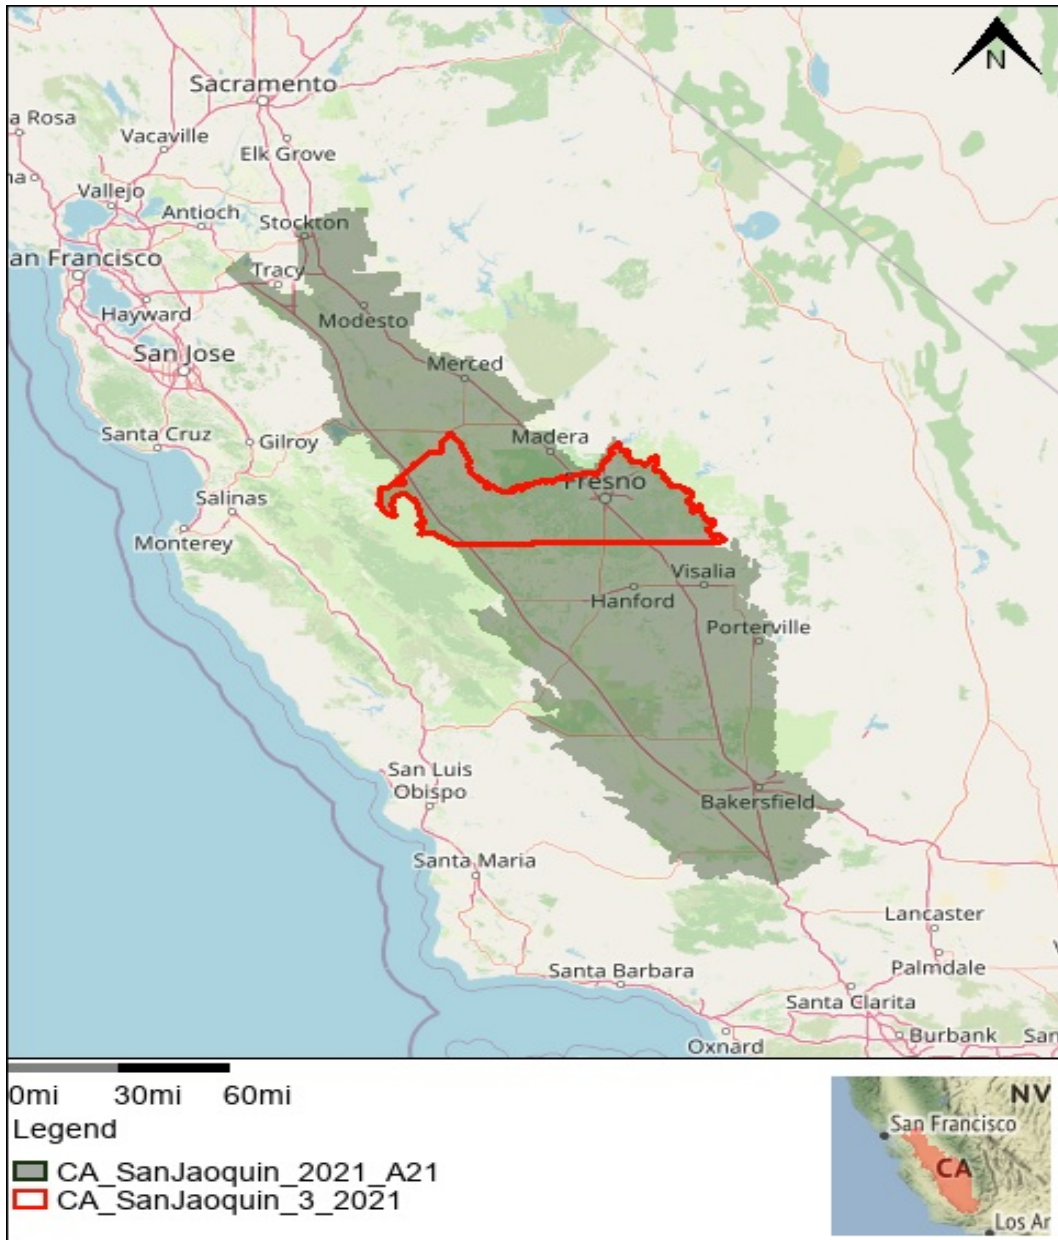 N
Sacramento
a Rosa
Vacaville
Elk Grove
na
Vallejo
Antioch
Stockton
an Francisco
Tracy
Hayward
Modesto
San Jose
Merced
Santa Cruz
Gilroy
Madera
Fresno
Salinas
Monterey
Visalia
Hanford
Porterville
San Luis
Obispo
Bakersfield
Santa Maria
Lancaster
Palmdale
Santa Barbara
Santa Clarita
Burbank
San
Oxnard
0mi 30mi 60mi
Legend
CA_SanJaoquin_2021_A21
CA_SanJaoquin_3_2021
NV
San Francisco
CA
Los Ar